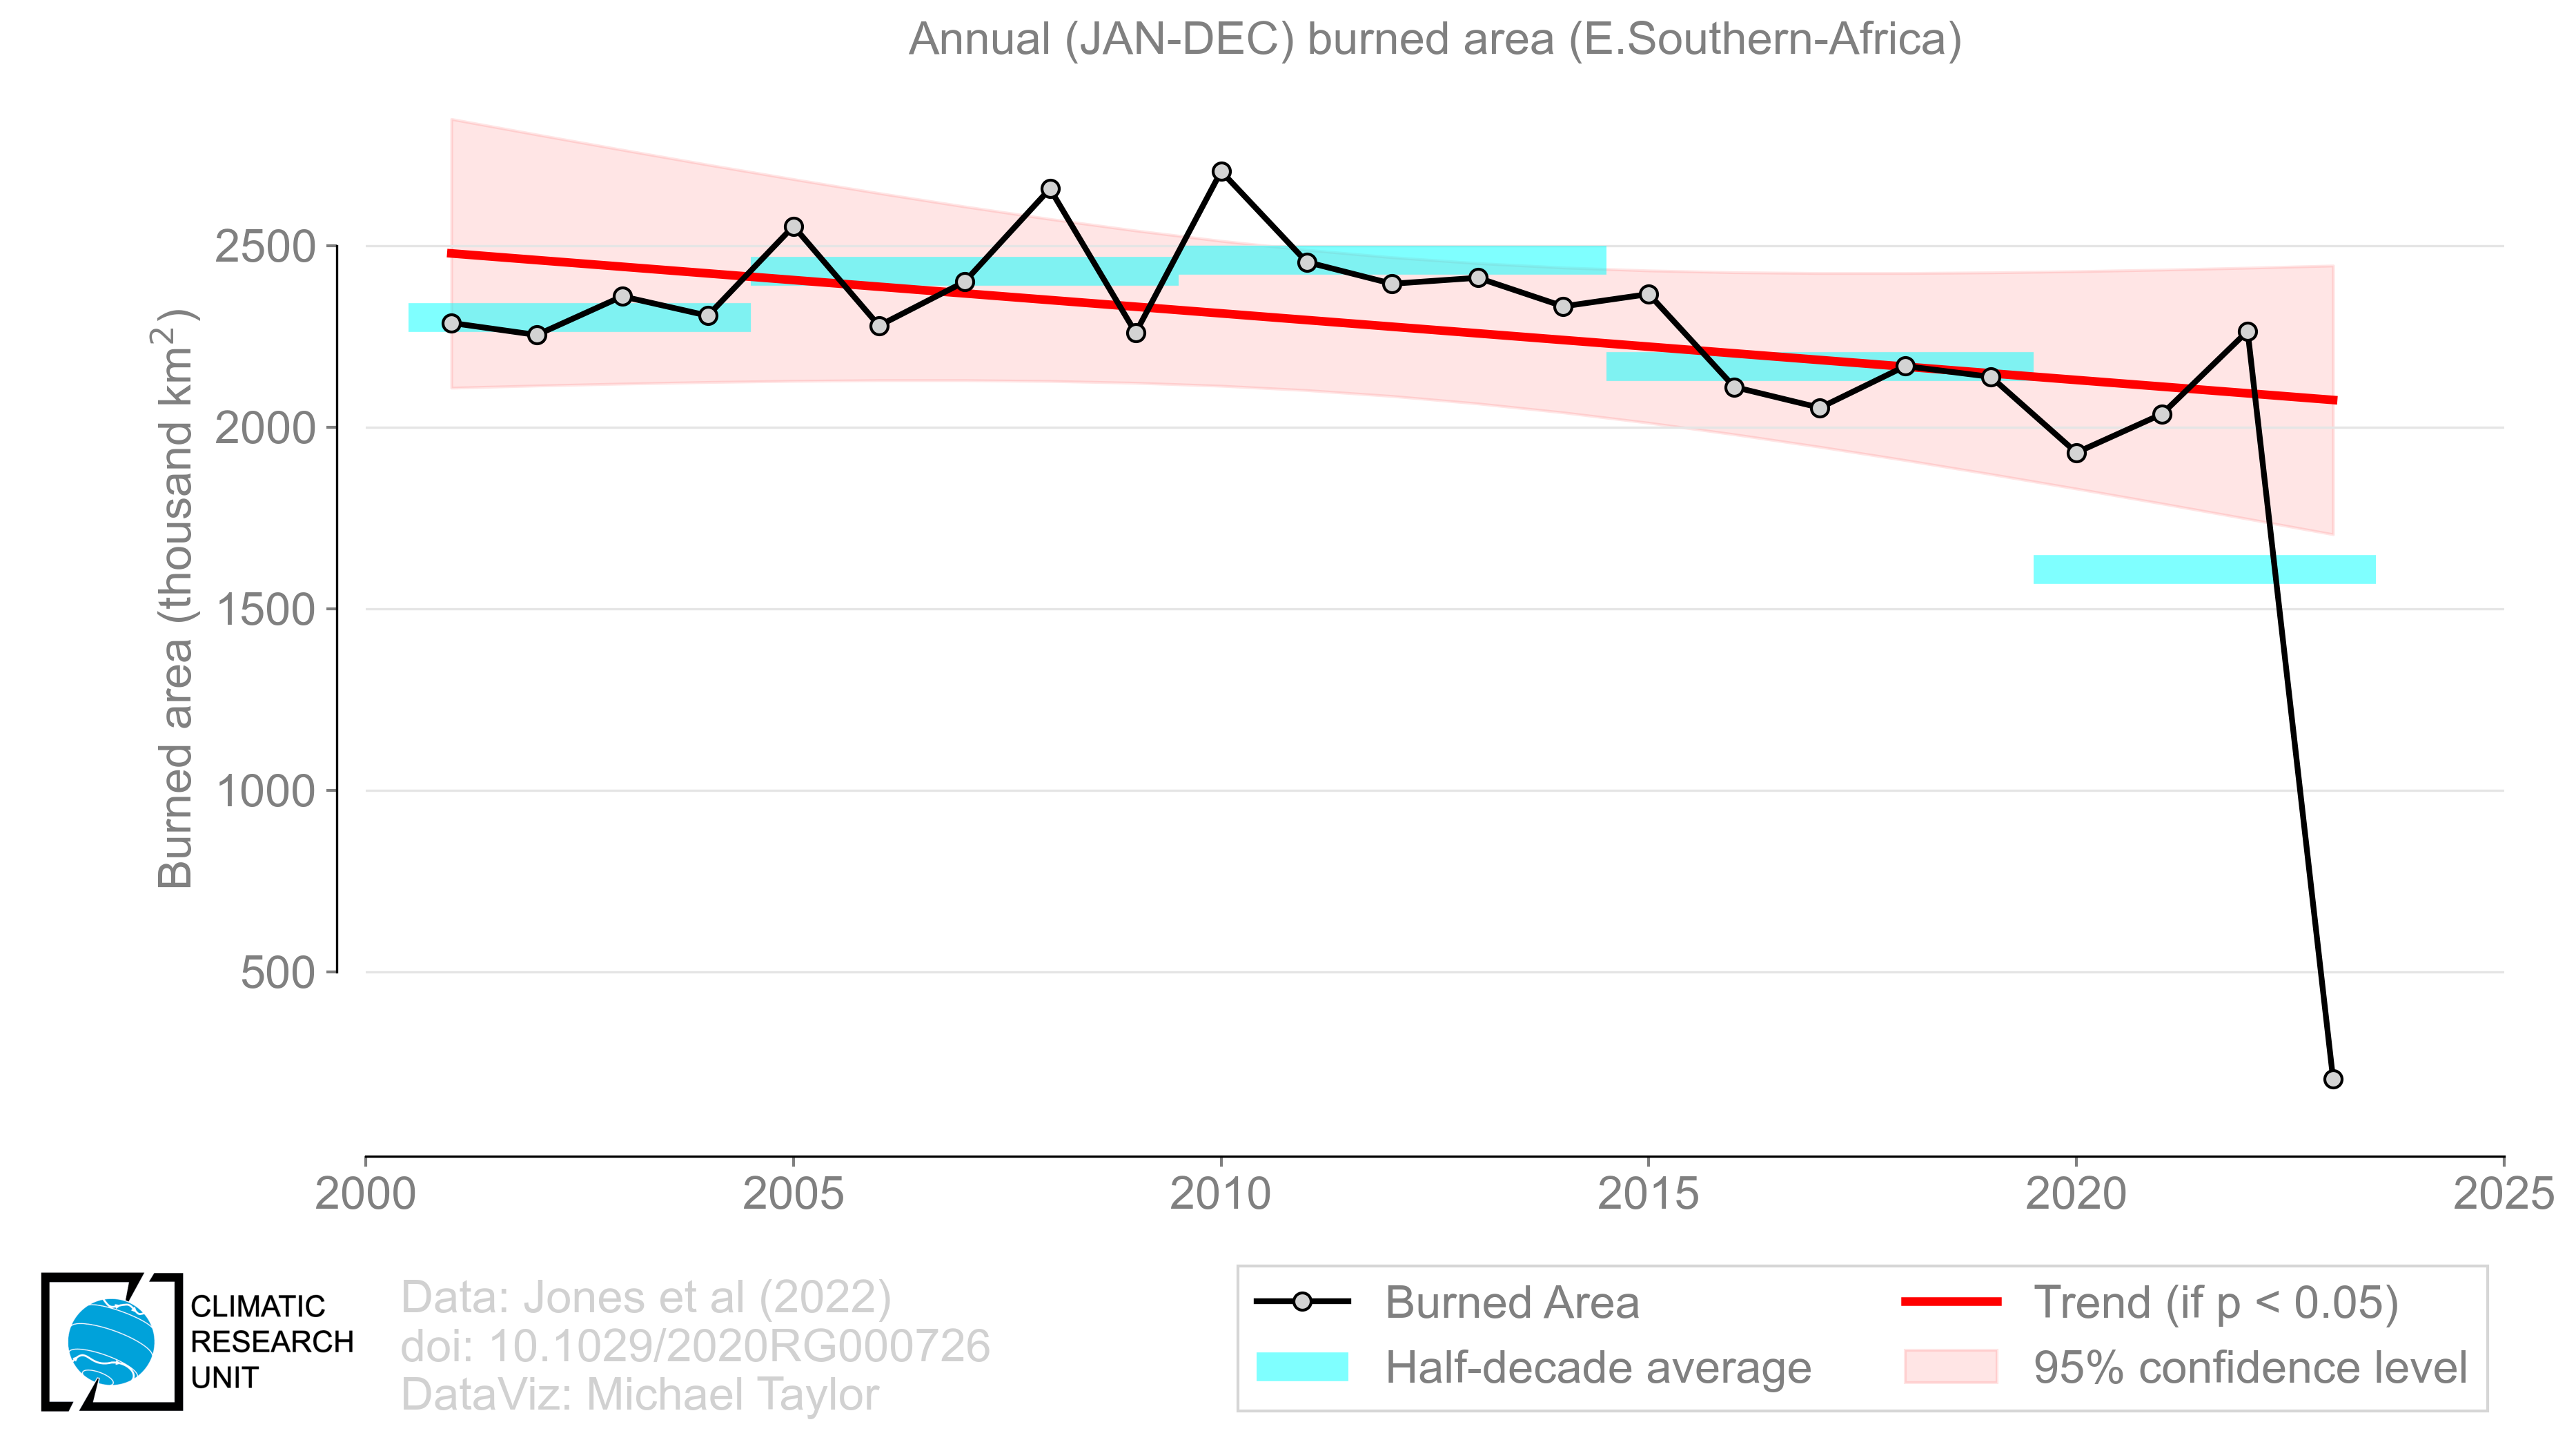 Annual (JAN-DEC) burned area (E.Southern-Africa)
Burned area (thousand km²)
2500
2000
1500
1000
500
2000 2005 2010 2015 2020 2025
CLIMATIC
RESEARCH
UNIT
Data: Jones et al (2022)
doi: 10.1029/2020RG000726
DataViz: Michael Taylor
Burned Area
Half-decade average
Trend (if p < 0.05)
95% confidence level